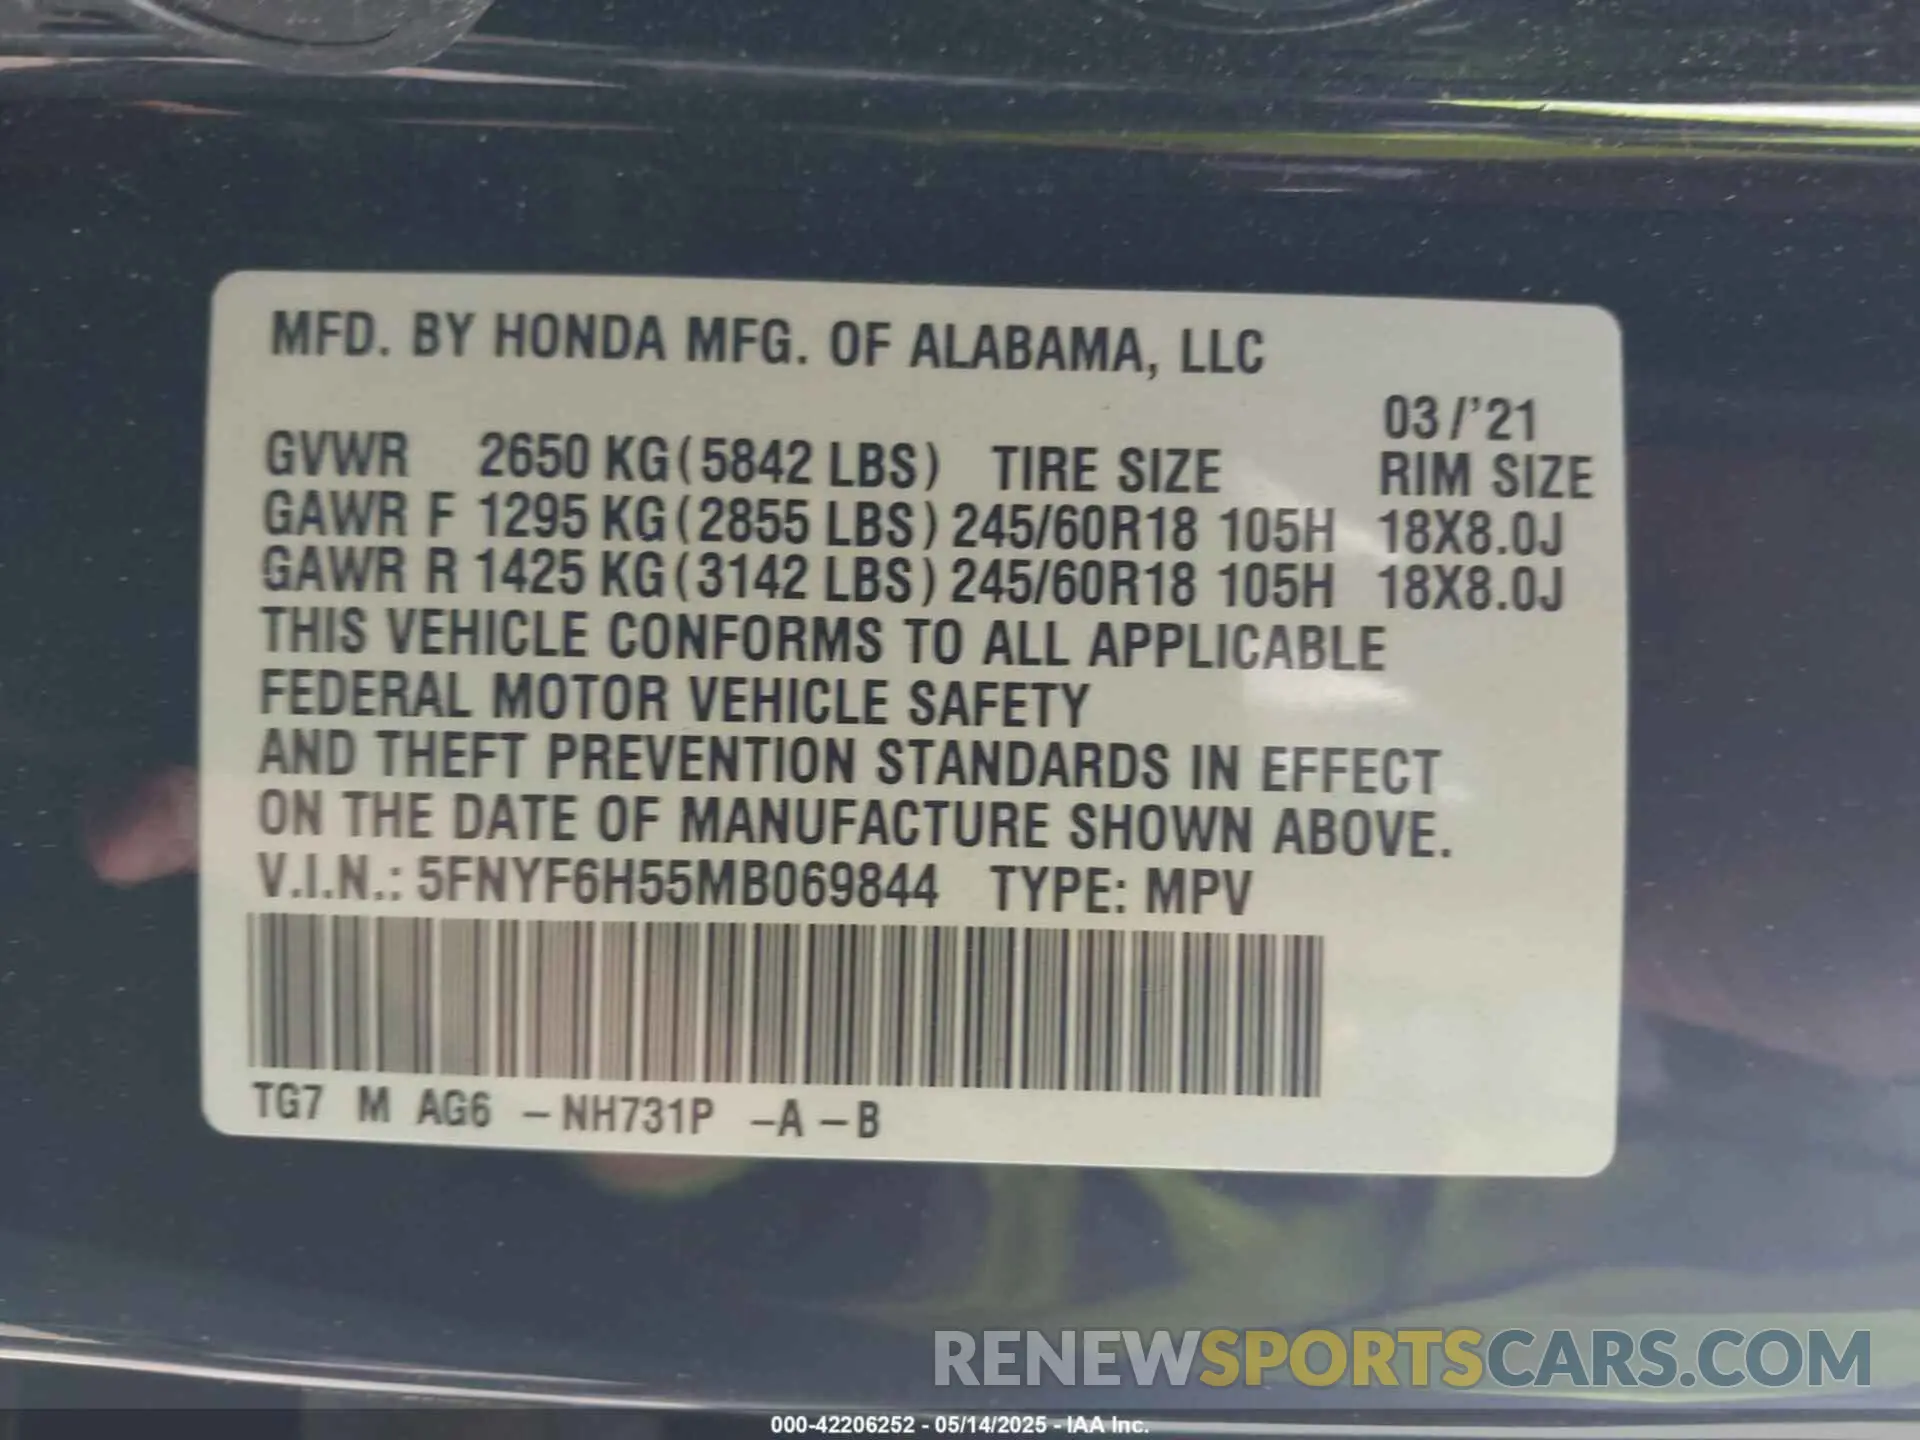 MFD. BY HONDA MFG. OF ALABAMA, LLC
03/'21
GVWR 2650 KG (5842 LBS) TIRE SIZE RIM SIZE
GAWR F 1295 KG (2855 LBS) 245/60R18 105H 18X8.0J
GAWR R 1425 KG (3142 LBS) 245/60R18 105H 18X8.0J
THIS VEHICLE CONFORMS TO ALL APPLICABLE
FEDERAL MOTOR VEHICLE SAFETY
AND THEFT PREVENTION STANDARDS IN EFFECT
ON THE DATE OF MANUFACTURE SHOWN ABOVE.
V.I.N.: 5FNYF6H55MB069844 TYPE: MPV
TG7 M AG6 -NH731P -A -B
RENEWSPORTSCARS.COM
000-42206252 - 05/14/2025 - IAA Inc.